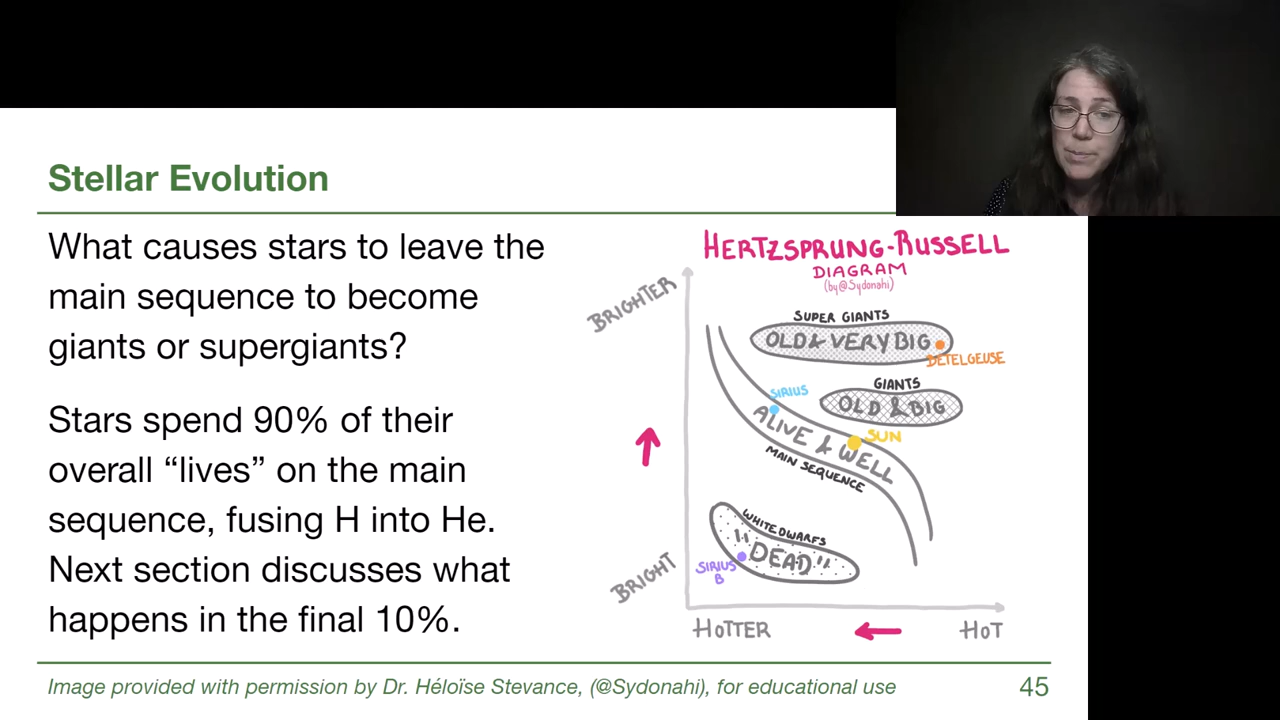 Stellar Evolution
What causes stars to leave the
main sequence to become
giants or supergiants?
Stars spend 90% of their
overall “lives” on the main
sequence, fusing H into He.
Next section discusses what
happens in the final 10%.
HERTZSPRUNG-RUSSELL
DIAGRAM
(by@Sydonahi)
BRIGHTER
SUPER GIANTS
OLD & VERY BIG
BETELGEUSE
GIANTS
OLD & BIG
SIRIUS
SUN
ALIVE & WELL
MAIN SEQUENCE
WHITE DWARFS
"DEAD"
SIRIUS
B
BRIGHT
HOTTER
HOT
Image provided with permission by Dr. Héloïse Stevance, (@Sydonahi), for educational use
45